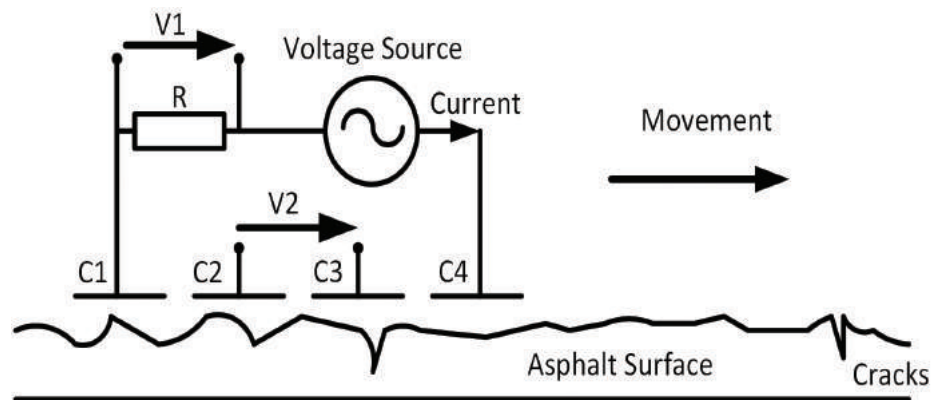 V1
Voltage Source
R
Current
Movement
V2
C1
C2
C3
C4
Asphalt Surface
Cracks